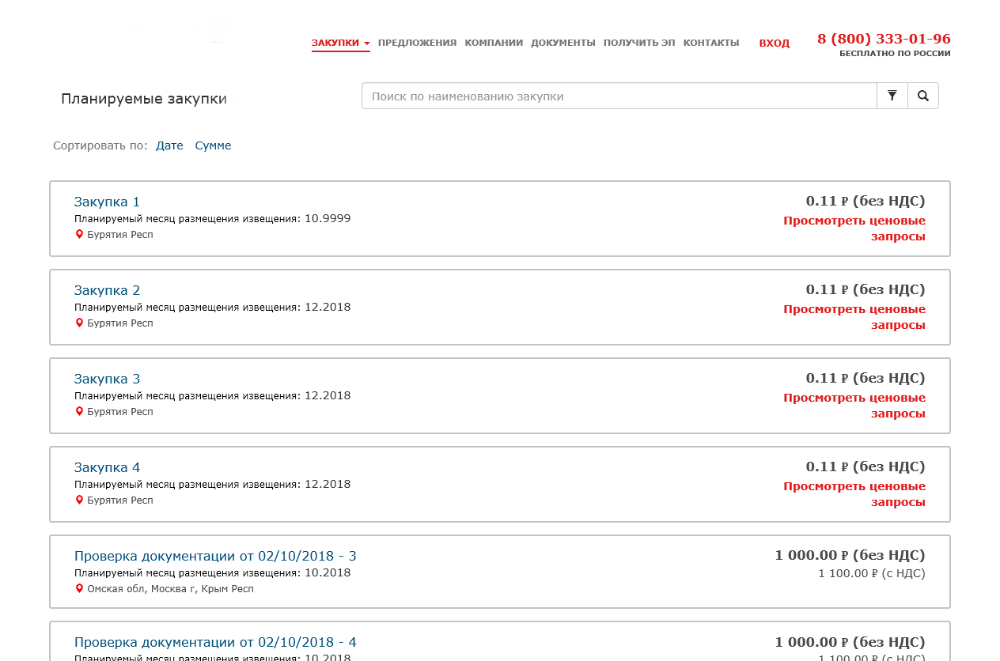 ЗАКУПКИ ПРЕДЛОЖЕНИЯ КОМПАНИИ ДОКУМЕНТЫ ПОЛУЧИТЬ ЭП КОНТАКТЫ ВХОД 8 (800) 333-01-96
БЕСПЛАТНО ПО РОССИИ
Планируемые закупки
Поиск по наименованию закупки
Сортировать по: Дате Сумме
Закупка 1
0.11 ₽ (без НДС)
Планируемый месяц размещения извещения: 10.9999
Просмотреть ценовые
запросы
Бурятия Респ
Закупка 2
0.11 ₽ (без НДС)
Планируемый месяц размещения извещения: 12.2018
Просмотреть ценовые
запросы
Бурятия Респ
Закупка 3
0.11 ₽ (без НДС)
Планируемый месяц размещения извещения: 12.2018
Просмотреть ценовые
запросы
Бурятия Респ
Закупка 4
0.11 ₽ (без НДС)
Планируемый месяц размещения извещения: 12.2018
Просмотреть ценовые
запросы
Бурятия Респ
Проверка документации от 02/10/2018 - 3
1 000.00 ₽ (без НДС)
Планируемый месяц размещения извещения: 10.2018
1 100.00 ₽ (с НДС)
Омская обл, Москва г, Крым Респ
Проверка документации от 02/10/2018 - 4
1 000.00 ₽ (без НДС)
Планируемый месяц размещения извещения: 10.2018
1 100.00 ₽ (с НДС)